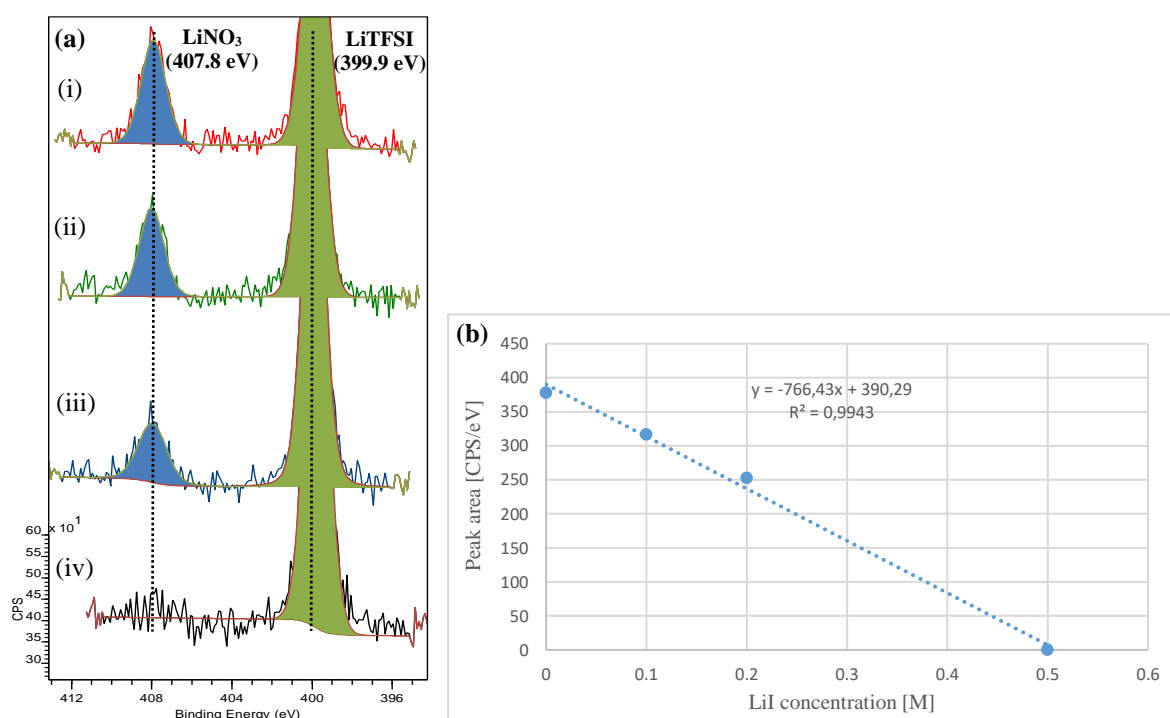 (a)
LiNO₃
(407.8 eV)
LiTFSI
(399.9 eV)
(i)
(ii)
(iii)
(iv)
x 10¹
60
55
50
45
40
35
30
CPS
412 408 404 400 396
Binding Energy (eV)
(b)
450
400
350
300
250
200
150
100
50
0
Peak area [CPS/eV]
y = -766,43x + 390,29
R² = 0,9943
0 0.1 0.2 0.3 0.4 0.5 0.6
LiI concentration [M]